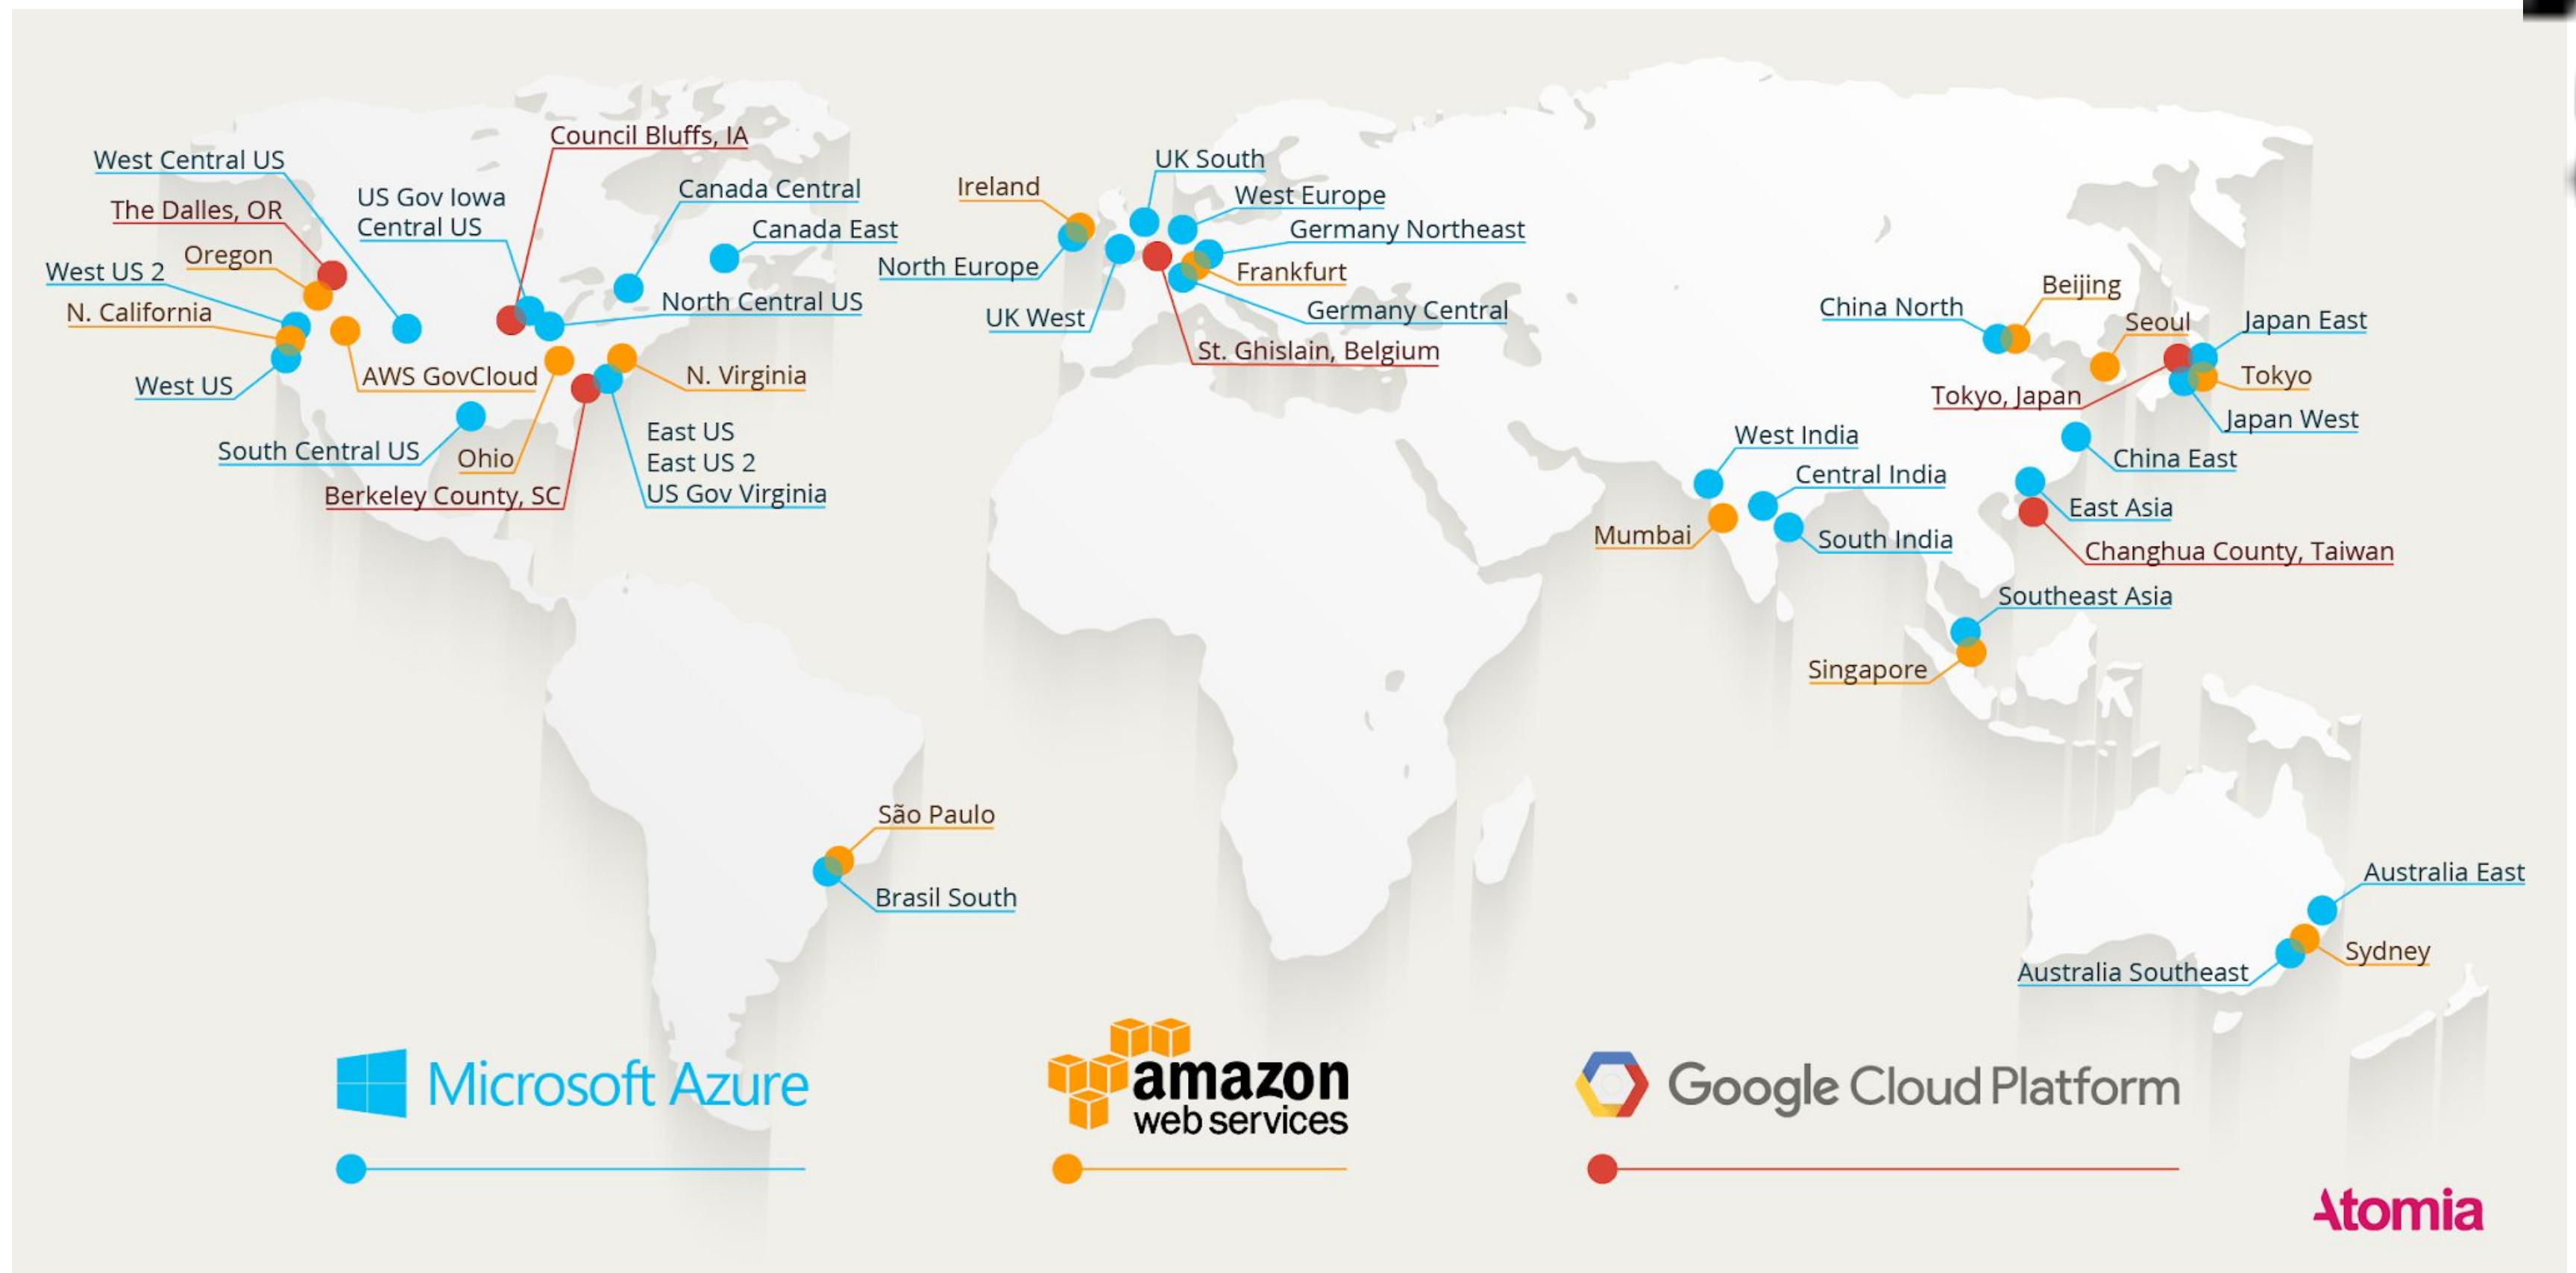 Council Bluffs, IA
West Central US
US Gov Iowa
Central US
The Dalles, OR
Canada Central
Canada East
Oregon
West US 2
N. California
North Central US
West US
AWS GovCloud
N. Virginia
South Central US
Ohio
Berkeley County, SC
East US
East US 2
US Gov Virginia
UK South
Ireland
West Europe
Germany Northeast
North Europe
Frankfurt
UK West
Germany Central
St. Ghislain, Belgium
Beijing
China North
Seoul
Japan East
Tokyo, Japan
Tokyo
Japan West
West India
China East
Central India
East Asia
Mumbai
South India
Changhua County, Taiwan
Southeast Asia
Singapore
São Paulo
Brasil South
Australia East
Sydney
Australia Southeast
Microsoft Azure
amazon
web services
Google Cloud Platform
Atomia